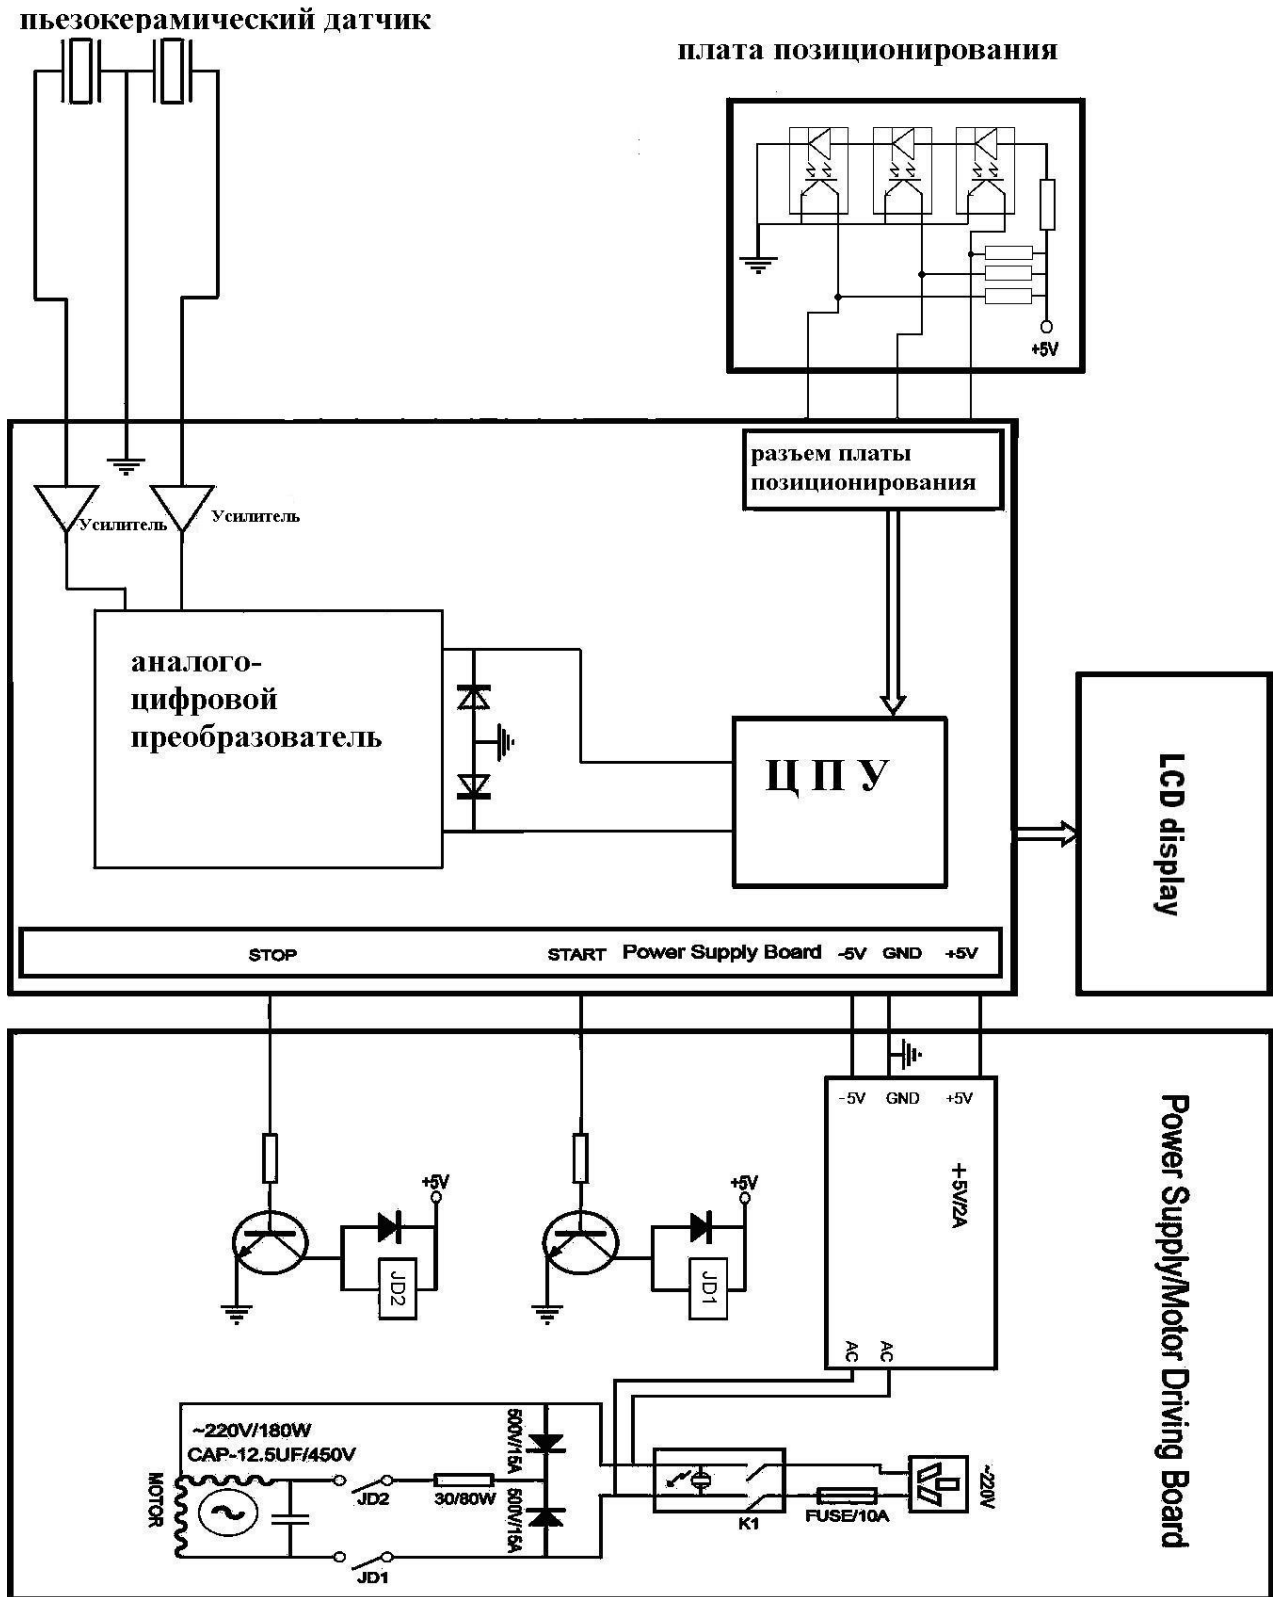 пьезокерамический датчик
плата позиционирования
+5V
разъем платы
позиционирования
Усилитель
Усилитель
аналого-
цифровой
преобразователь
Ц П У
LCD display
STOP
START
Power Supply Board
-5V
GND
+5V
-5V
GND
+5V
+5V/2A
AC
AC
Power Supply/Motor Driving Board
+5V
JD2
+5V
JD1
~220V/180W
CAP-12.5UF/450V
MOTOR
JD2
30/80W
500V/15A
500V/15A
JD1
K1
FUSE/10A
~220V